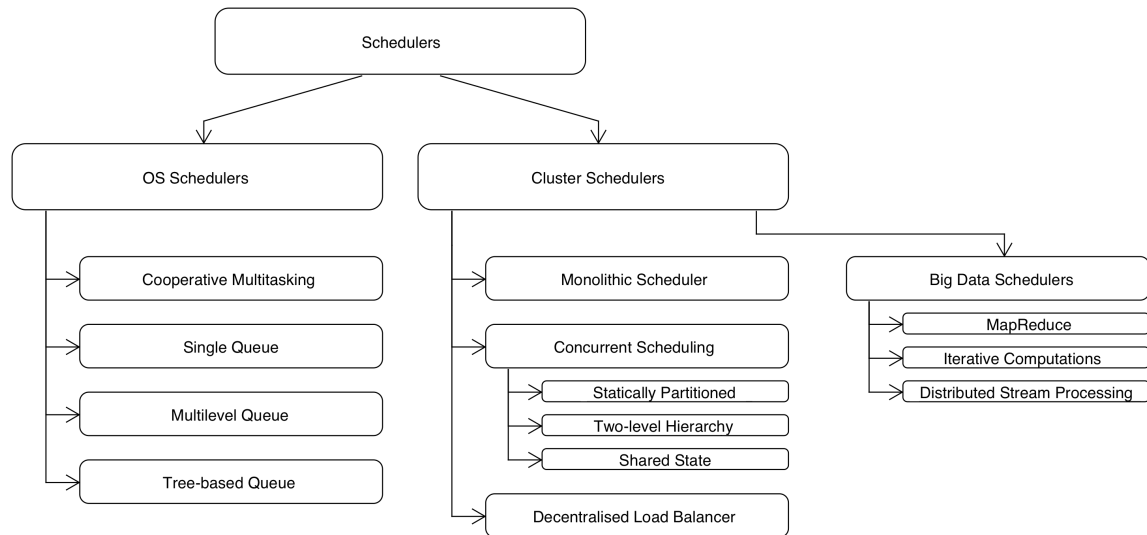 Schedulers
OS Schedulers
Cluster Schedulers
Cooperative Multitasking
Monolithic Scheduler
Big Data Schedulers
MapReduce
Single Queue
Concurrent Scheduling
Iterative Computations
Statically Partitioned
Distributed Stream Processing
Multilevel Queue
Two-level Hierarchy
Shared State
Tree-based Queue
Decentralised Load Balancer